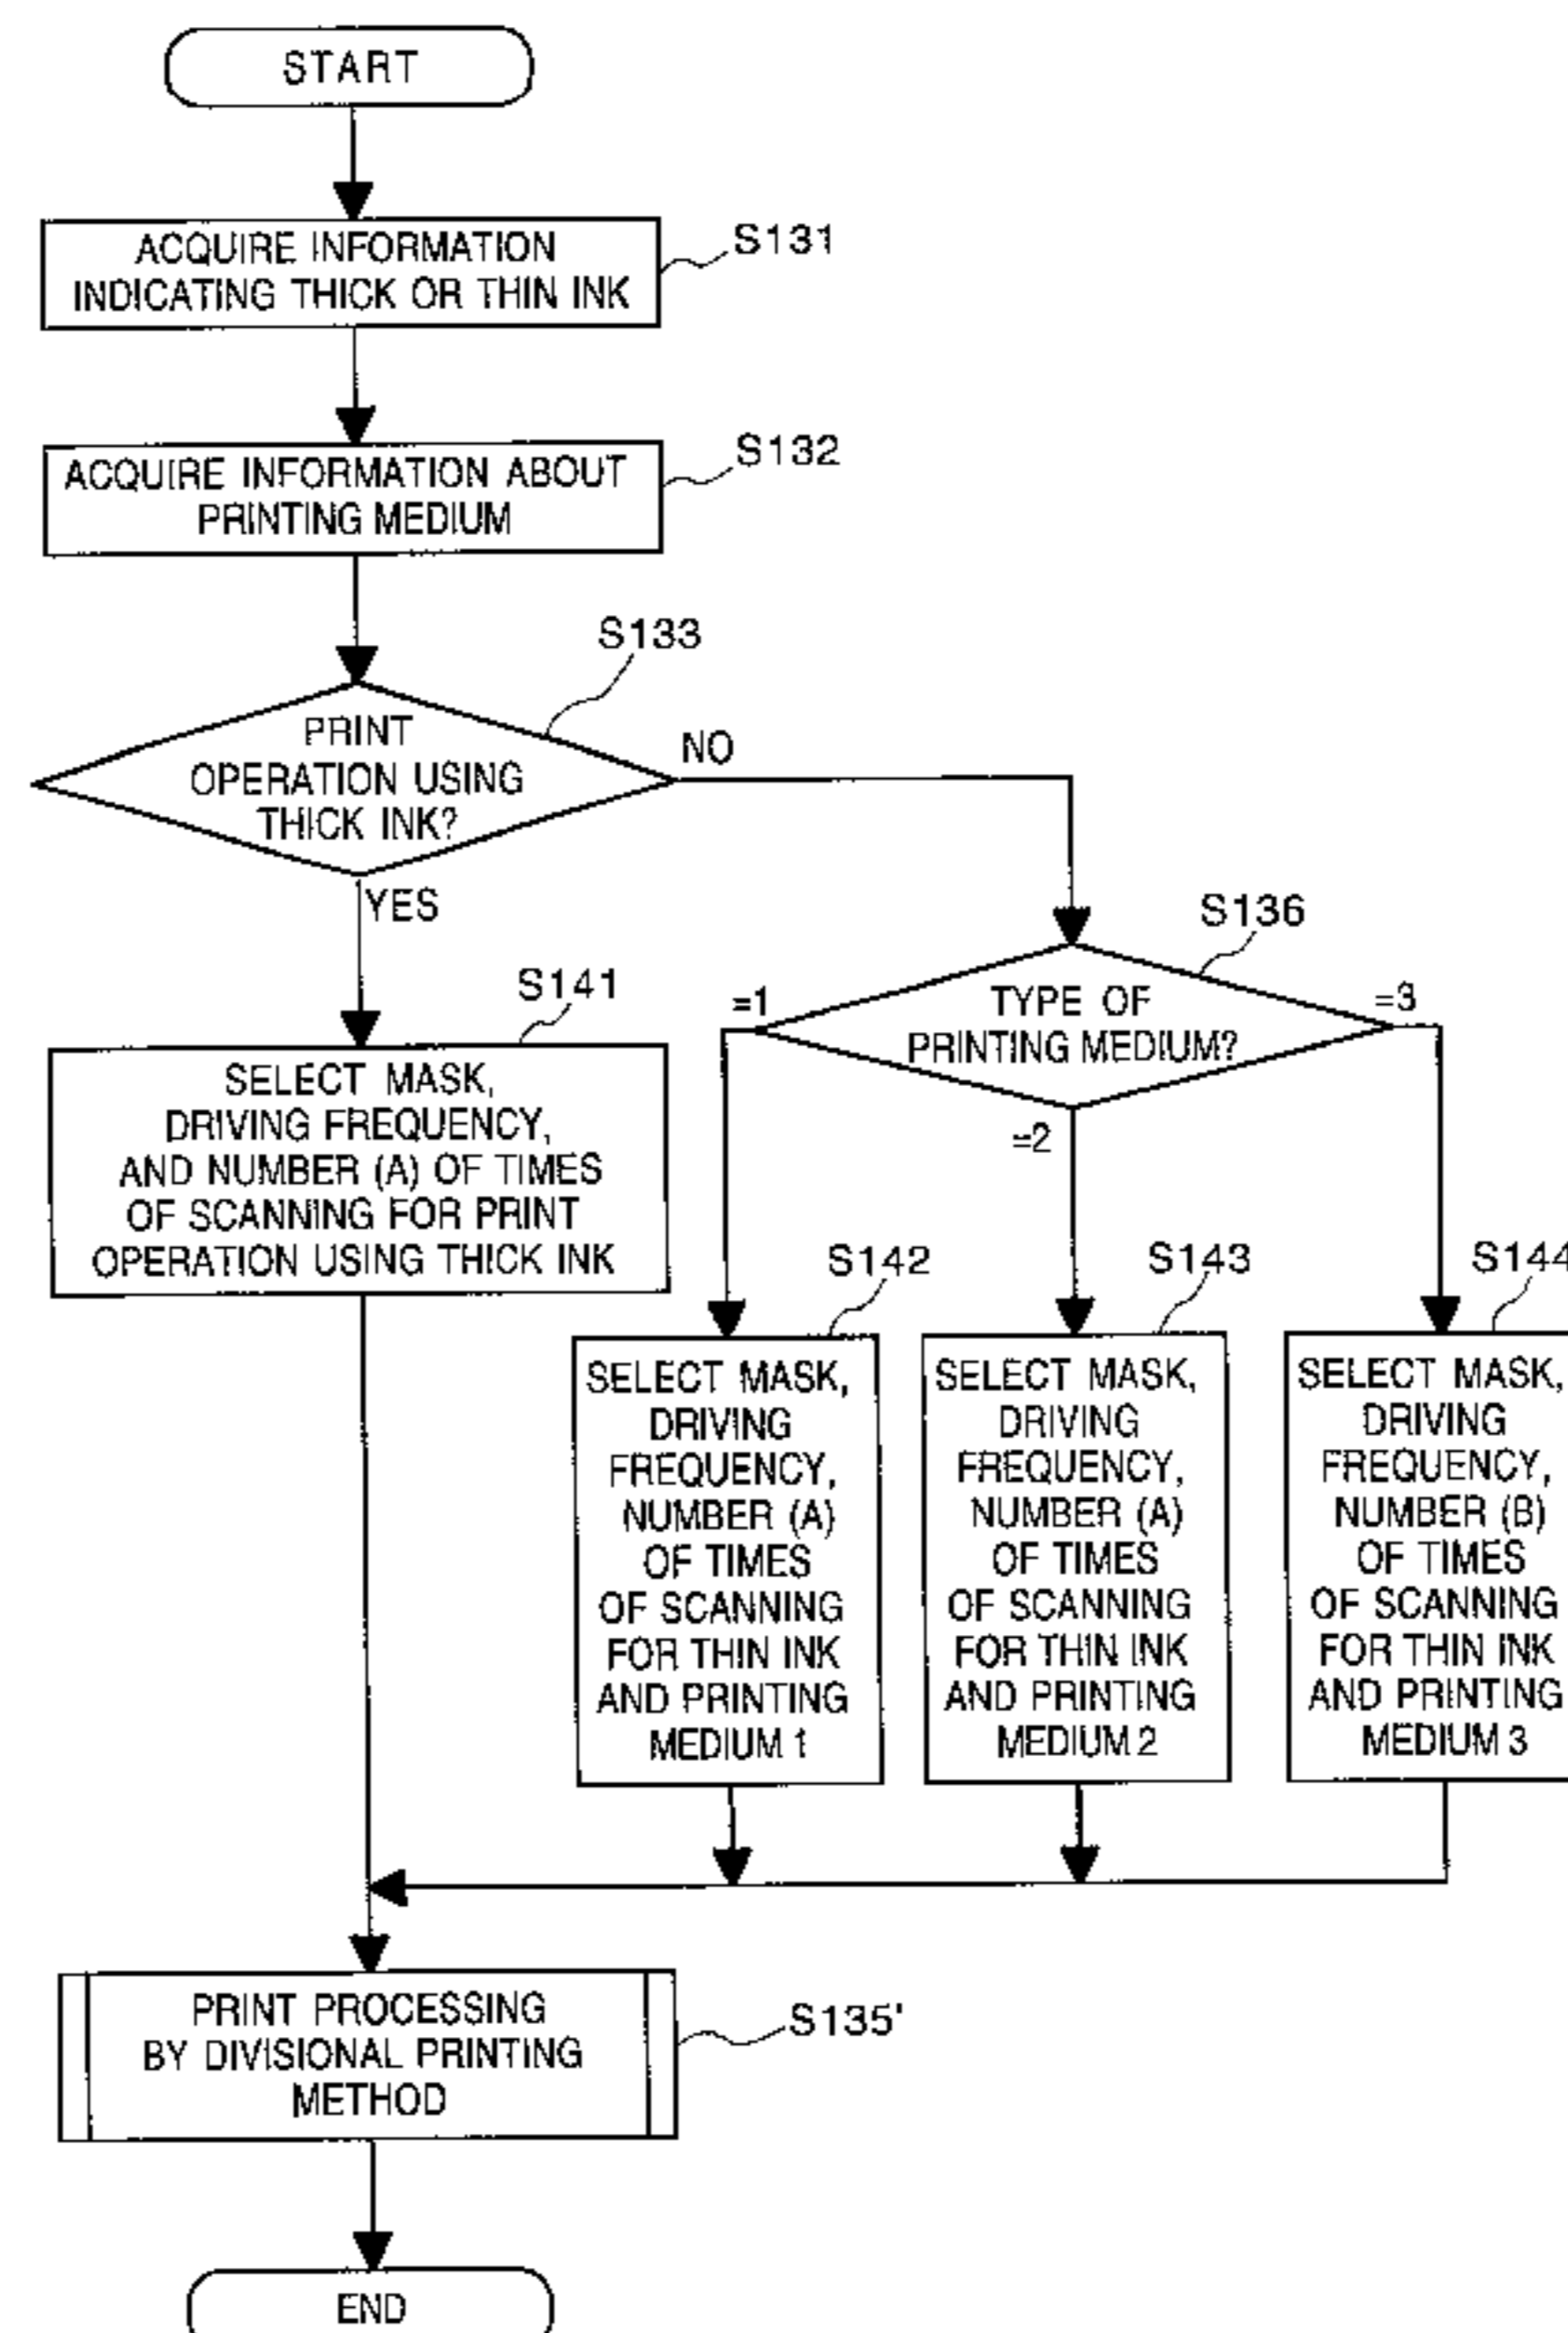 START
ACQUIRE INFORMATION
INDICATING THICK OR THIN INK
S131
ACQUIRE INFORMATION ABOUT
PRINTING MEDIUM
S132
PRINT
OPERATION USING
THICK INK?
S133
NO
YES
S136
TYPE OF
PRINTING MEDIUM?
=1
=2
=3
S141
SELECT MASK,
DRIVING FREQUENCY,
AND NUMBER (A) OF TIMES
OF SCANNING FOR PRINT
OPERATION USING THICK INK
S142
SELECT MASK,
DRIVING
FREQUENCY,
NUMBER (A)
OF TIMES
OF SCANNING
FOR THIN INK
AND PRINTING
MEDIUM 1
S143
SELECT MASK,
DRIVING
FREQUENCY,
NUMBER (A)
OF TIMES
OF SCANNING
FOR THIN INK
AND PRINTING
MEDIUM 2
S144
SELECT MASK,
DRIVING
FREQUENCY,
NUMBER (B)
OF TIMES
OF SCANNING
FOR THIN INK
AND PRINTING
MEDIUM 3
PRINT PROCESSING
BY DIVISIONAL PRINTING
METHOD
S135'
END